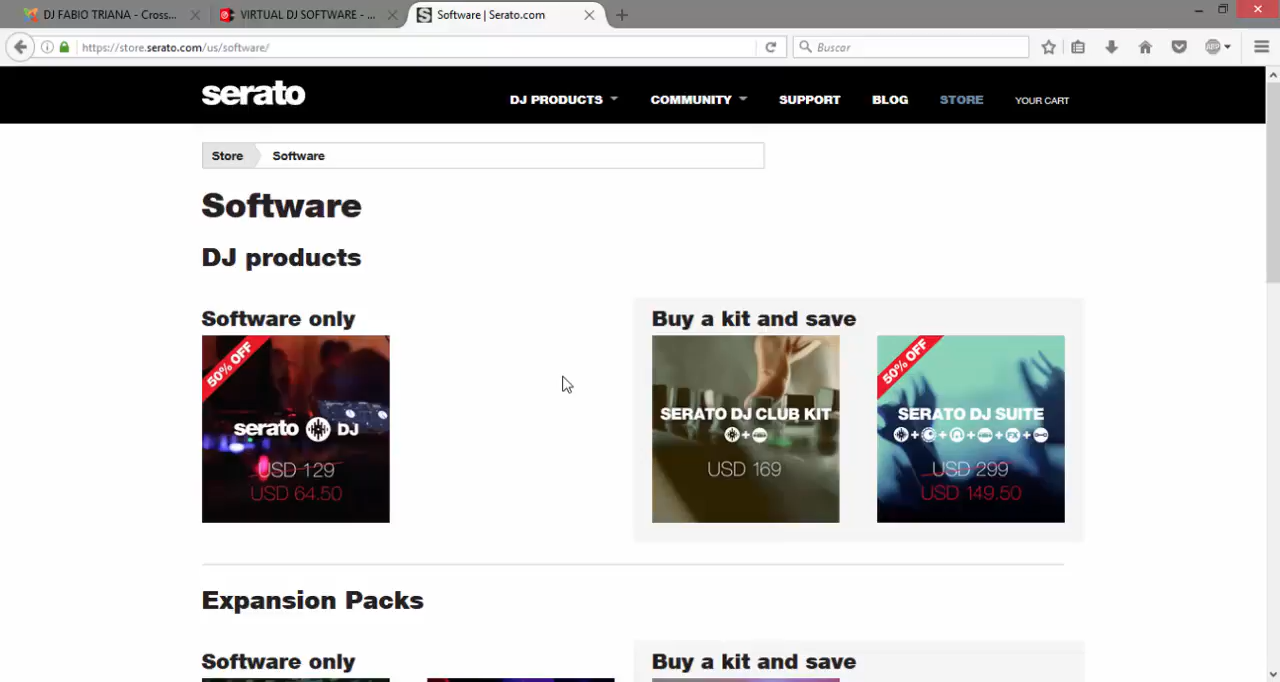 DJ FABIO TRIANA - Cross...
VIRTUAL DJ SOFTWARE - ...
Software | Serato.com
https://store.serato.com/us/software/
Buscar
ABP
serato
DJ PRODUCTS
COMMUNITY
SUPPORT
BLOG
STORE
YOUR CART
Store
Software
Software
DJ products
Software only
50% OFF
serato DJ
USD 129
USD 64.50
Buy a kit and save
SERATO DJ CLUB KIT
USD 169
50% OFF
SERATO DJ SUITE
FX
USD 299
USD 149.50
Expansion Packs
Software only
Buy a kit and save